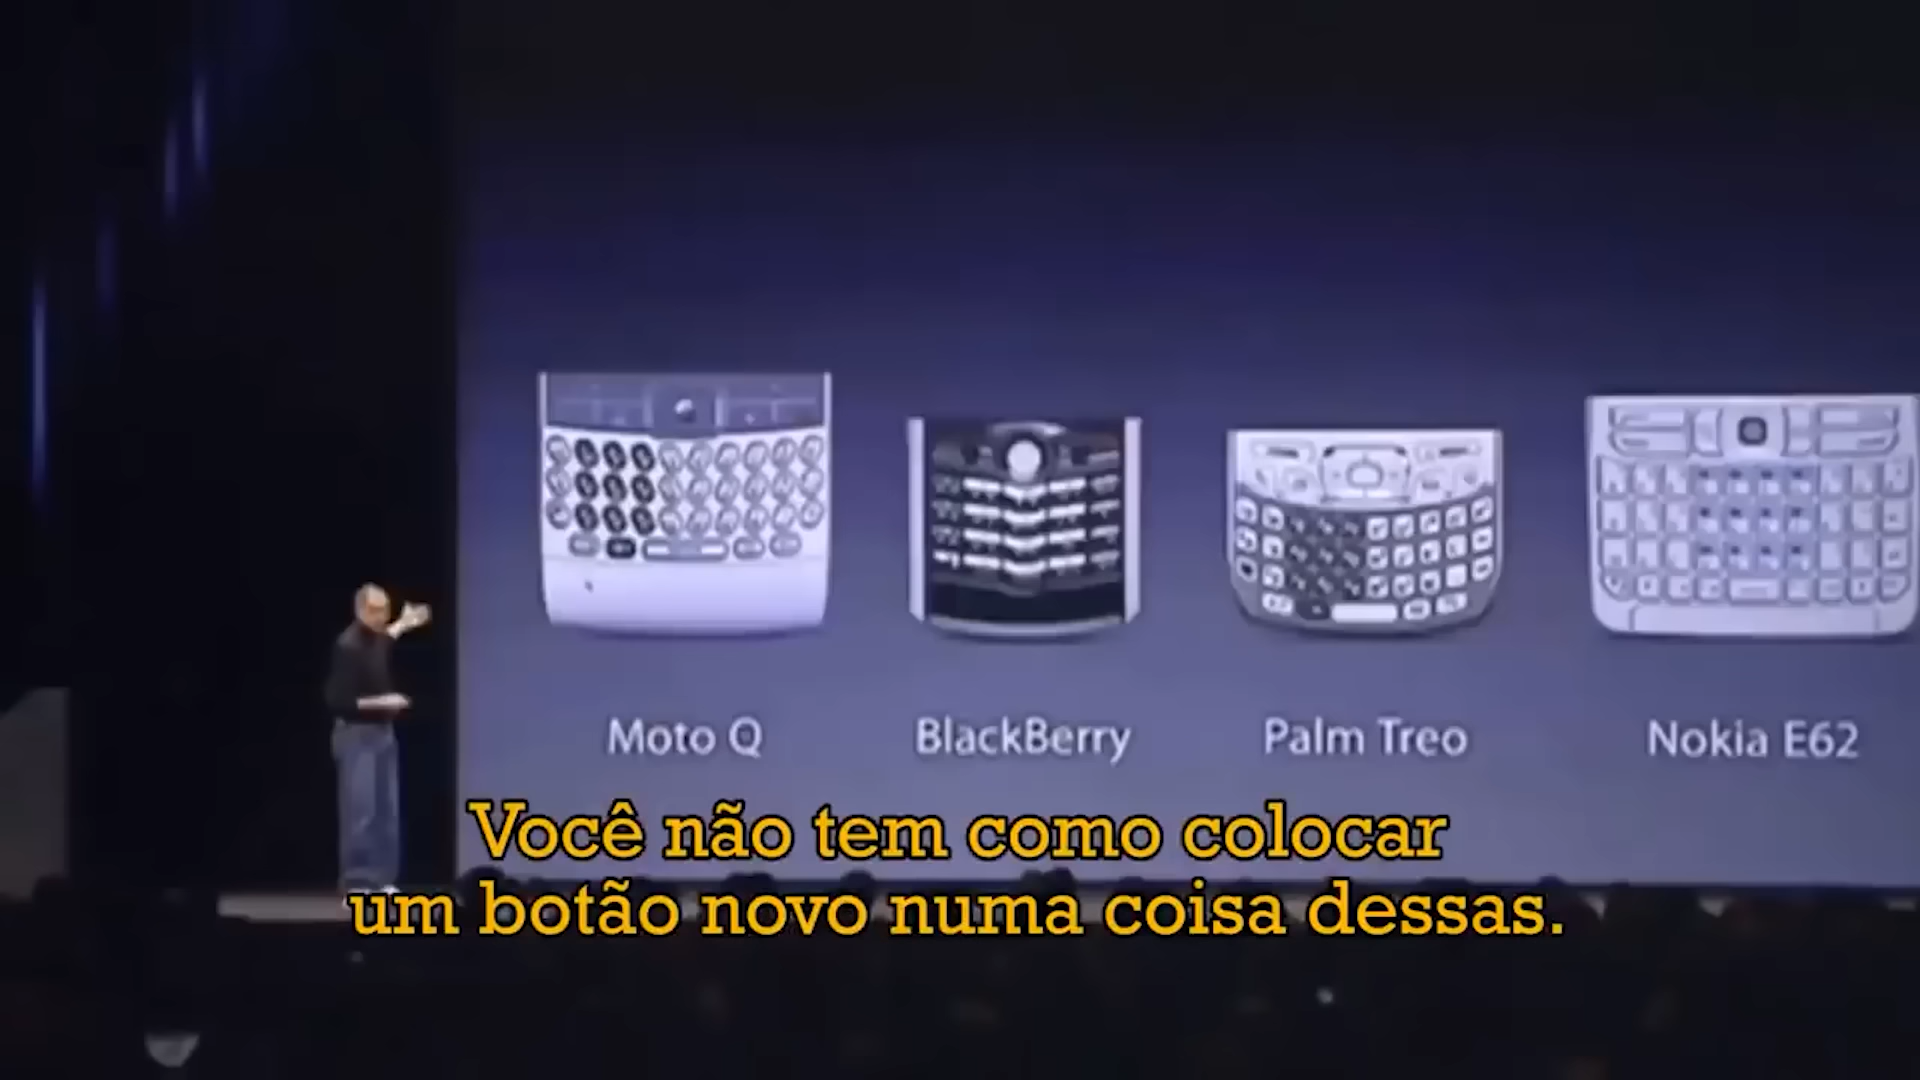 Moto Q
BlackBerry
Palm Treo
Nokia E62
Você não tem como colocar
um botão novo numa coisa dessas.